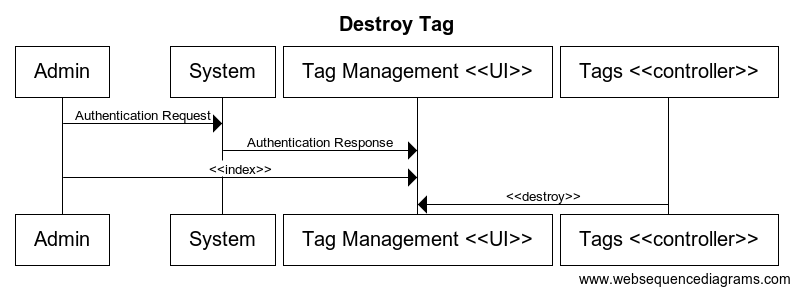 Destroy Tag
Admin
System
Tag Management <<UI>>
Tags <<controller>>
Authentication Request
Authentication Response
<<index>>
<<destroy>>
Admin
System
Tag Management <<UI>>
Tags <<controller>>
www.websequencediagrams.com